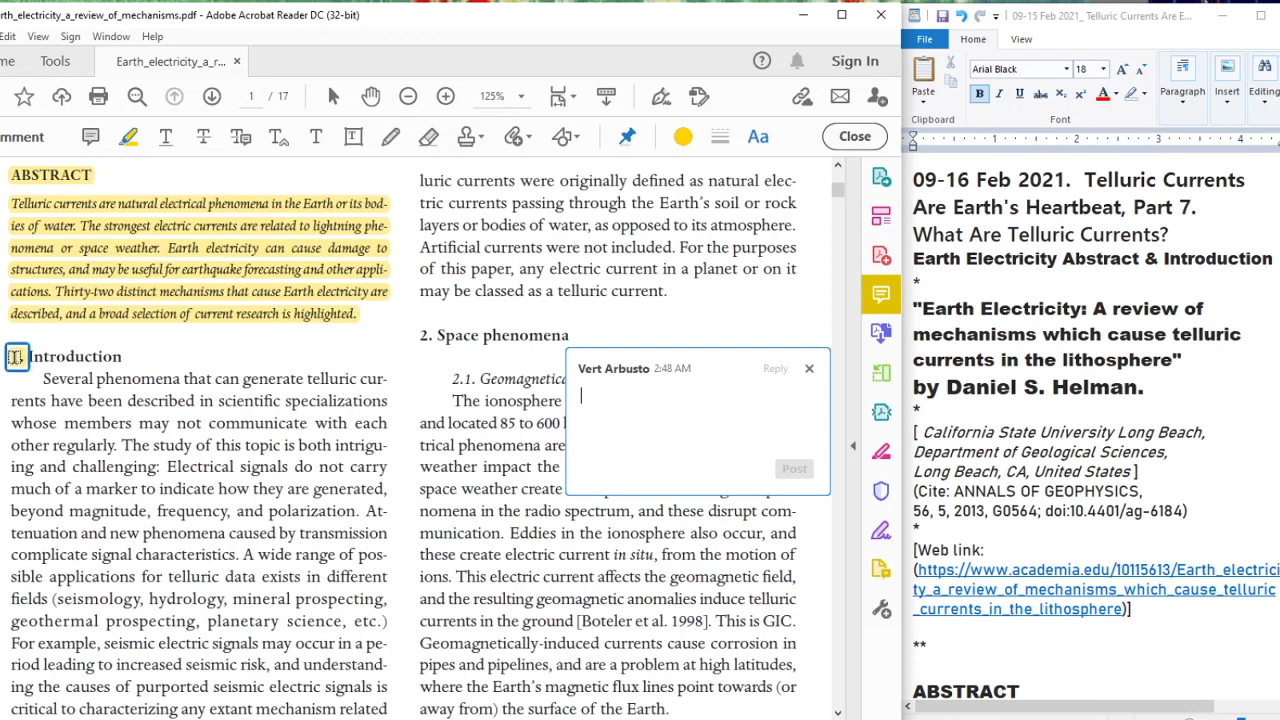 arth_electricity_a_review_of_mechanisms.pdf - Adobe Acrobat Reader DC (32-bit)
Edit View Sign Window Help
me Tools Earth_electricity_a_r... × Sign In
1 / 17 125%
mment Close
ABSTRACT
Telluric currents are natural electrical phenomena in the Earth or its bod-
ies of water. The strongest electric currents are related to lightning phe-
nomena or space weather. Earth electricity can cause damage to
structures, and may be useful for earthquake forecasting and other appli-
cations. Thirty-two distinct mechanisms that cause Earth electricity are
described, and a broad selection of current research is highlighted.
Introduction
Several phenomena that can generate telluric cur-
rents have been described in scientific specializations
whose members may not communicate with each
other regularly. The study of this topic is both intrigu-
ing and challenging: Electrical signals do not carry
much of a marker to indicate how they are generated,
beyond magnitude, frequency, and polarization. At-
tenuation and new phenomena caused by transmission
complicate signal characteristics. A wide range of pos-
sible applications for telluric data exists in different
fields (seismology, hydrology, mineral prospecting,
geothermal prospecting, planetary science, etc.)
For example, seismic electric signals may occur in a pe-
riod leading to increased seismic risk, and understand-
ing the causes of purported seismic electric signals is
critical to characterizing any extant mechanism related
luric currents were originally defined as natural elec-
tric currents passing through the Earth's soil or rock
layers or bodies of water, as opposed to its atmosphere.
Artificial currents were not included. For the purposes
of this paper, any electric current in a planet or on it
may be classed as a telluric current.
2. Space phenomena
2.1. Geomagnetic
The ionosphere
and located 85 to 600
trical phenomena are
weather impact the
space weather create
nomena in the radio spectrum, and these disrupt com-
munication. Eddies in the ionosphere also occur, and
these create electric current in situ, from the motion of
ions. This electric current affects the geomagnetic field,
and the resulting geomagnetic anomalies induce telluric
currents in the ground [Boteler et al. 1998]. This is GIC.
Geomagnetically-induced currents cause corrosion in
pipes and pipelines, and are a problem at high latitudes,
where the Earth's magnetic flux lines point towards (or
away from) the surface of the Earth.
Vert Arbusto 2:48 AM Reply
Post
09-15 Feb 2021_ Telluric Currents Are E...
File Home View
Arial Black 18
Paste Paragraph Insert Editing
Clipboard Font
1 2 3 4
09-16 Feb 2021. Telluric Currents
Are Earth's Heartbeat, Part 7.
What Are Telluric Currents?
Earth Electricity Abstract & Introduction
*
"Earth Electricity: A review of
mechanisms which cause telluric
currents in the lithosphere"
by Daniel S. Helman.
*
[ California State University Long Beach,
Department of Geological Sciences,
Long Beach, CA, United States ]
(Cite: ANNALS OF GEOPHYSICS,
56, 5, 2013, G0564; doi:10.4401/ag-6184)
*
[Web link:
(https://www.academia.edu/10115613/Earth_electrici
ty_a_review_of_mechanisms_which_cause_telluric
_currents_in_the_lithosphere)]
**
ABSTRACT